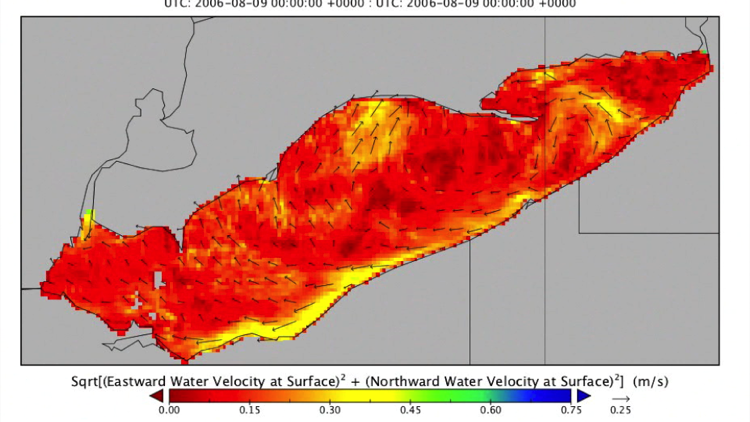 UTC: 2006-08-09 00:00:00 +0000 : UTC: 2006-08-09 00:00:00 +0000
Sqrt[(Eastward Water Velocity at Surface)² + (Northward Water Velocity at Surface)²] (m/s)
0.00 0.15 0.30 0.45 0.60 0.75 0.25